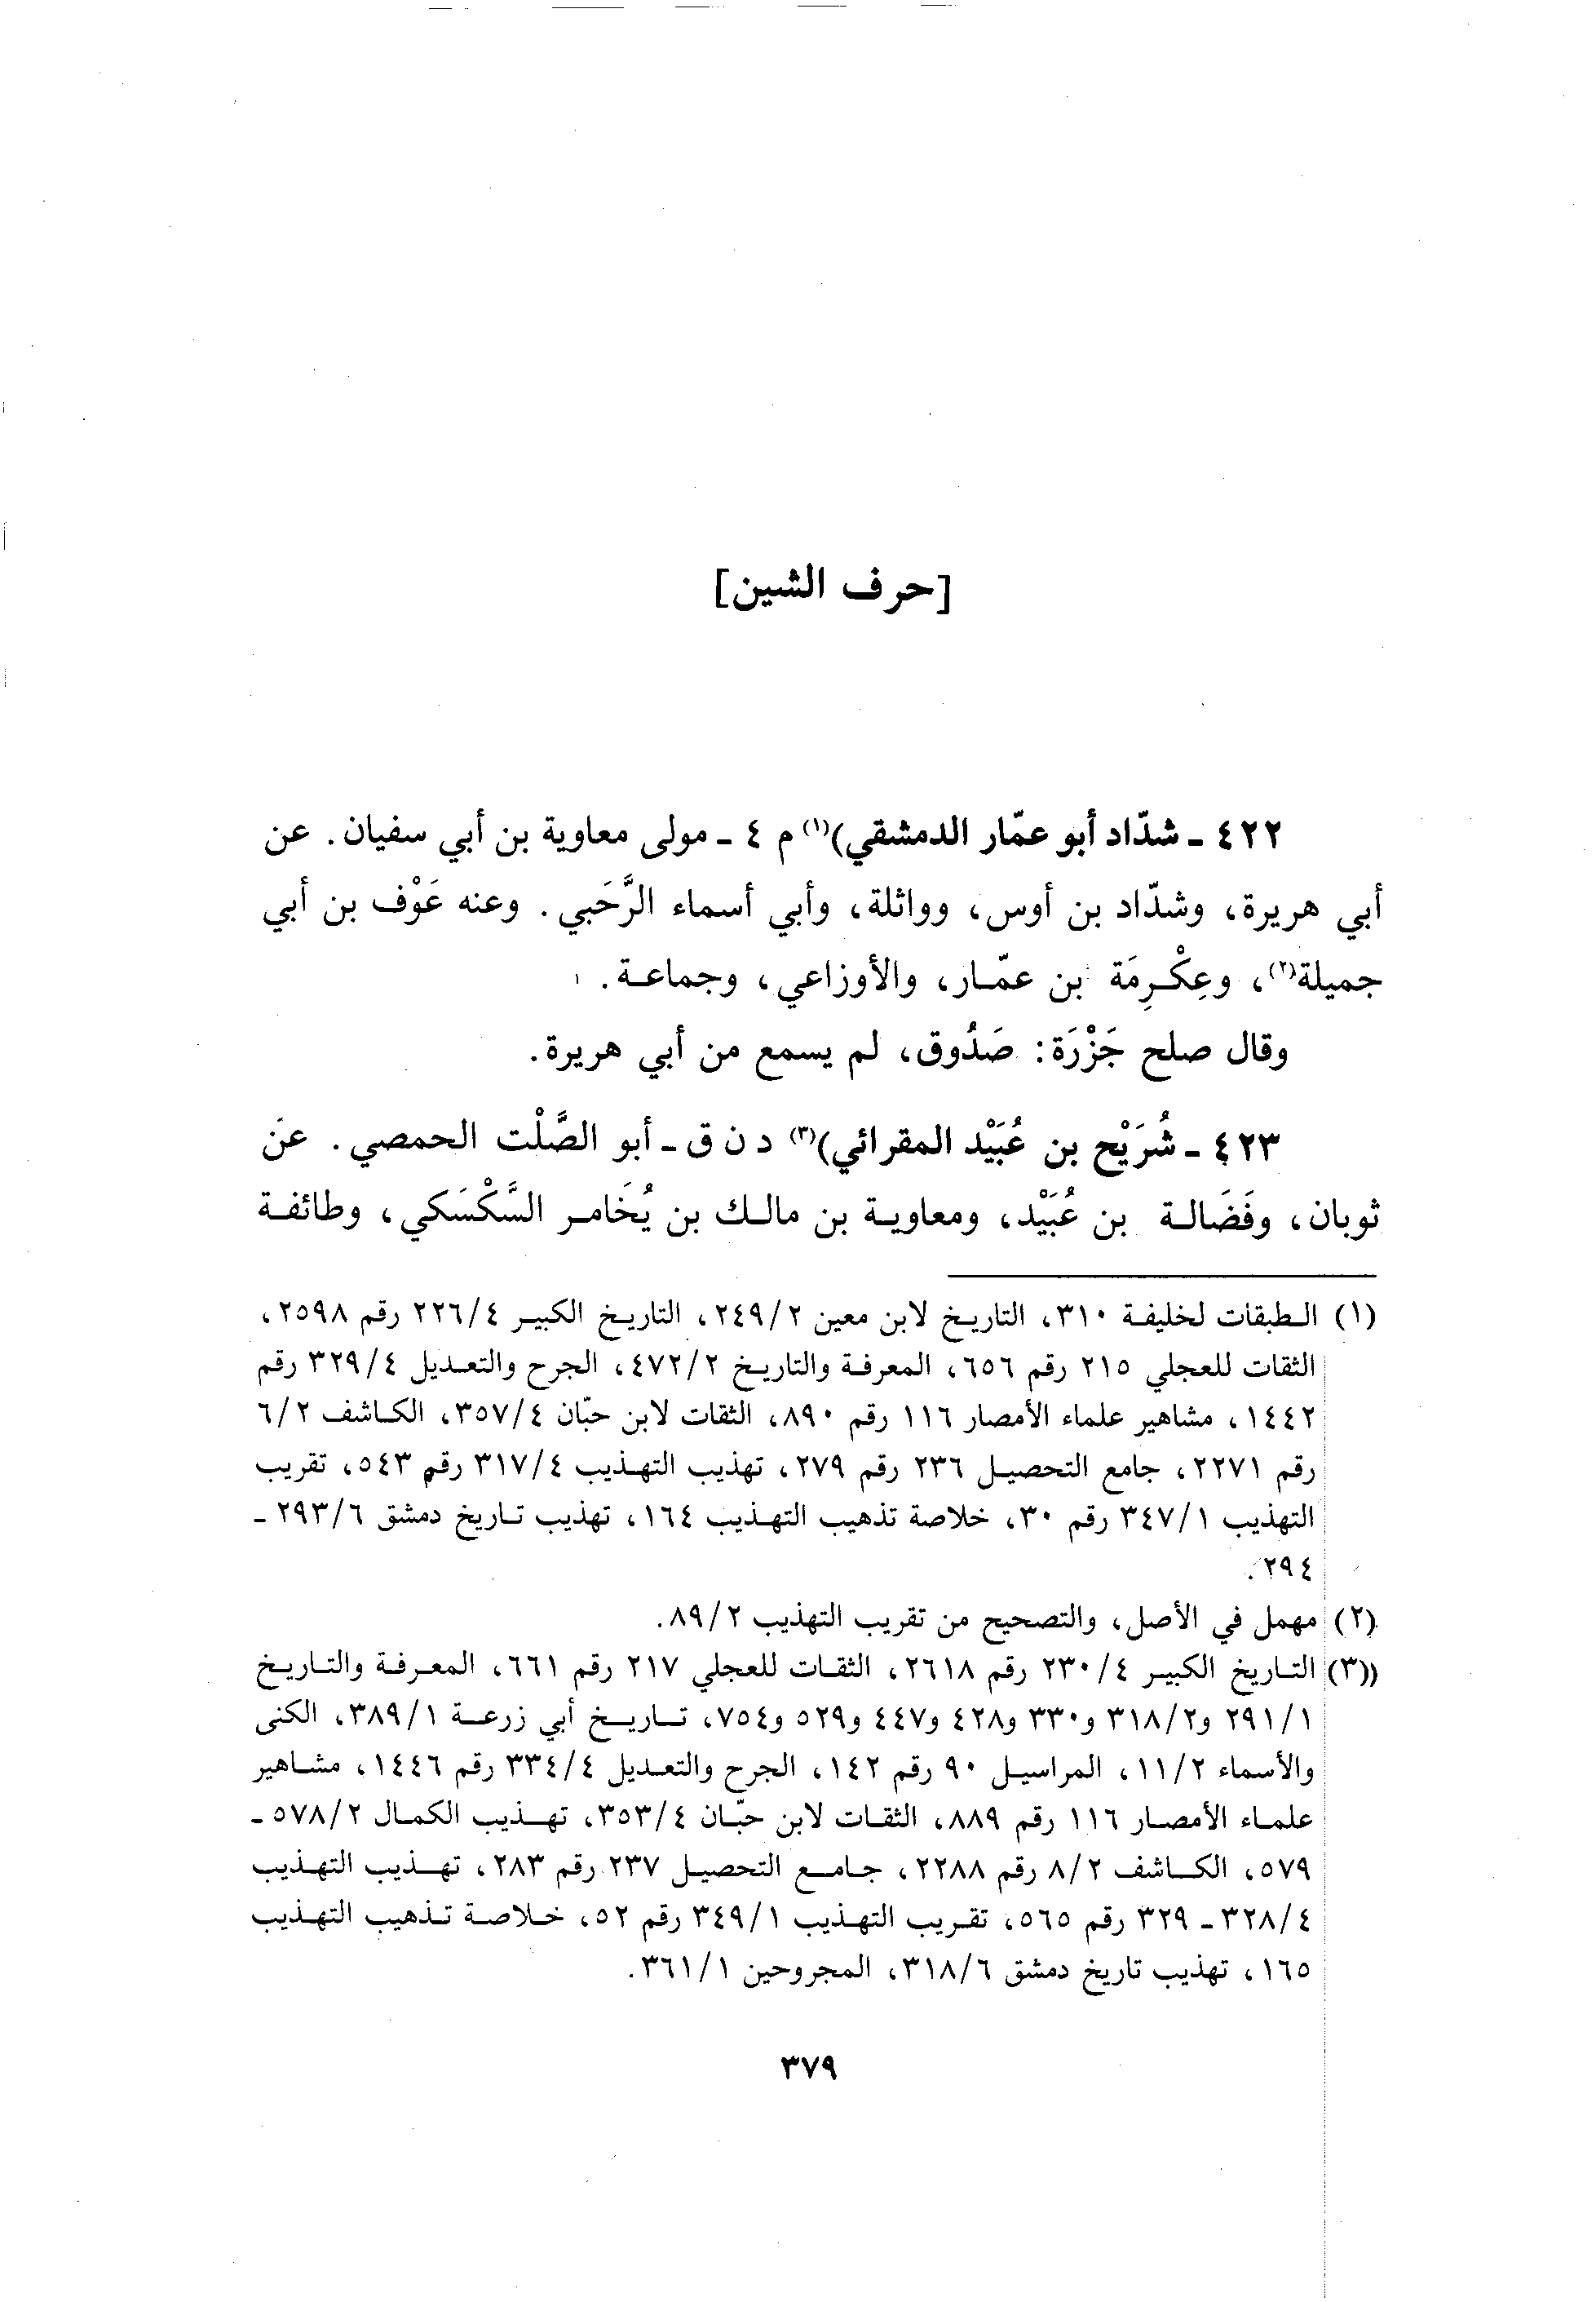 [حرف الشين]
٤٢٢ - شدّاد أبو عمّار الدمشقي)(١) م ٤ - مولى معاوية بن أبي سفيان. عن
أبي هريرة، وشدّاد بن أوس، وواثلة، وأبي أسماء الرَّحَبي. وعنه عَوْف بن أبي
جميلة(٢)، وعِكْرِمَة بن عمّار، والأوزاعي، وجماعة.
وقال صلح جَزْرَة: صَدُوق، لم يسمع من أبي هريرة.
٤٢٣ - شُرَيْح بن عُبَيْد المقرائي)(٣) د ن ق - أبو الصَّلْت الحمصي. عن
ثوبان، وفَضَالة بن عُبَيْد، ومعاوية بن مالك بن يُخَامر السَّكْسَكي، وطائفة
(١) الطبقات لخليفة ٣١٠، التاريخ لابن معين ٢/٢٤٩، التاريخ الكبير ٤/٢٢٦ رقم ٢٥٩٨،
الثقات للعجلي ٢١٥ رقم ٦٥٦، المعرفة والتاريخ ٢/٤٧٢، الجرح والتعديل ٤/٣٢٩ رقم
١٤٤٢، مشاهير علماء الأمصار ١١٦ رقم ٨٩٠، الثقات لابن حبّان ٤/٣٥٧، الكاشف ٢/٦
رقم ٢٢٧١، جامع التحصيل ٢٣٦ رقم ٢٧٩، تهذيب التهذيب ٤/٣١٧ رقم ٥٤٣، تقريب
التهذيب ١/٣٤٧ رقم ٣٠، خلاصة تذهيب التهذيب ١٦٤، تهذيب تاريخ دمشق ٦/٢٩٣ -
٢٩٤.
(٢) مهمل في الأصل، والتصحيح من تقريب التهذيب ٢/٨٩.
((٣) التاريخ الكبير ٤/٢٣٠ رقم ٢٦١٨، الثقات للعجلي ٢١٧ رقم ٦٦١، المعرفة والتاريخ
١/٢٩١ و٢/٣١٨ و٣٣٠ و٤٢٨ و٤٤٧ و٥٢٩ و٧٥٤، تاريخ أبي زرعة ١/٣٨٩، الكنى
والأسماء ٢/١١، المراسيل ٩٠ رقم ١٤٢، الجرح والتعديل ٤/٣٣٤ رقم ١٤٤٦، مشاهير
علماء الأمصار ١١٦ رقم ٨٨٩، الثقات لابن حبّان ٤/٣٥٣، تهذيب الكمال ٢/٥٧٨ -
٥٧٩، الكاشف ٢/٨ رقم ٢٢٨٨، جامع التحصيل ٢٣٧ رقم ٢٨٣، تهذيب التهذيب
٤/٣٢٨ - ٣٢٩ رقم ٥٦٥، تقريب التهذيب ١/٣٤٩ رقم ٥٢، خلاصة تذهيب التهذيب
١٦٥، تهذيب تاريخ دمشق ٦/٣١٨، المجروحين ١/٣٦١.
٣٧٩